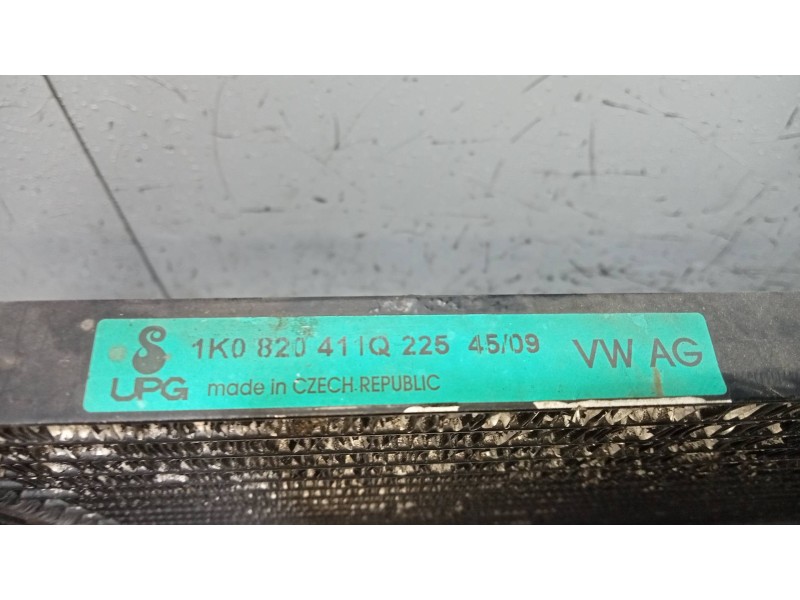 1K0 820 411Q 225 45/09 VW AG
UPG made in CZECH REPUBLIC